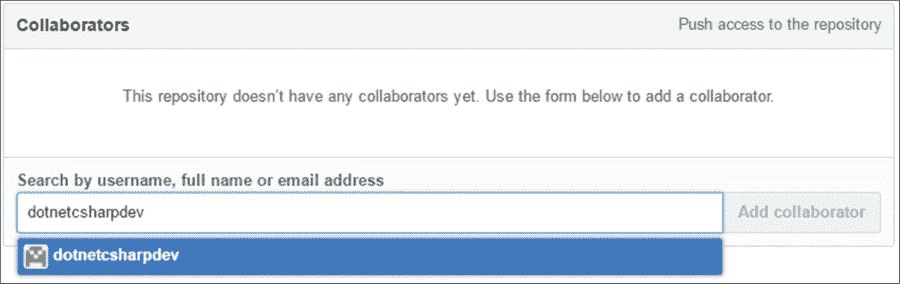 Collaborators
Push access to the repository
This repository doesn't have any collaborators yet. Use the form below to add a collaborator.
Search by username, full name or email address
dotnetcsharpdev
Add collaborator
dotnetcsharpdev